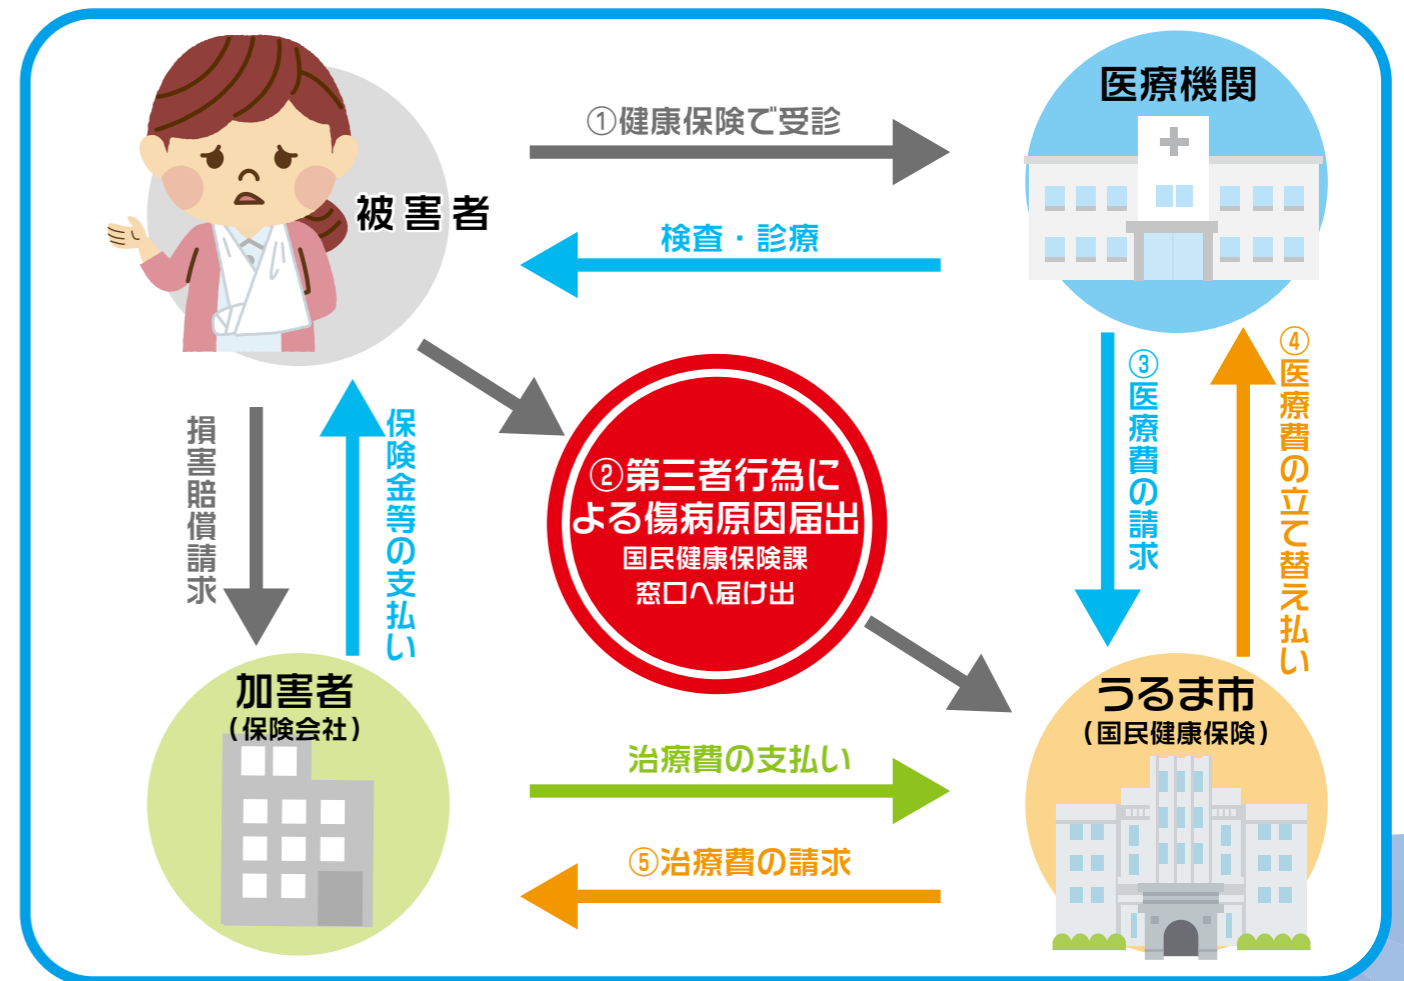 医療機関
①健康保険で受診
被害者
検査・診療
③医療費の請求
④医療費の立て替え払い
損害賠償請求
保険金等の支払い
②第三者行為に
よる傷病原因届出
国民健康保険課
窓口へ届け出
加害者
（保険会社）
うるま市
（国民健康保険）
治療費の支払い
⑤治療費の請求